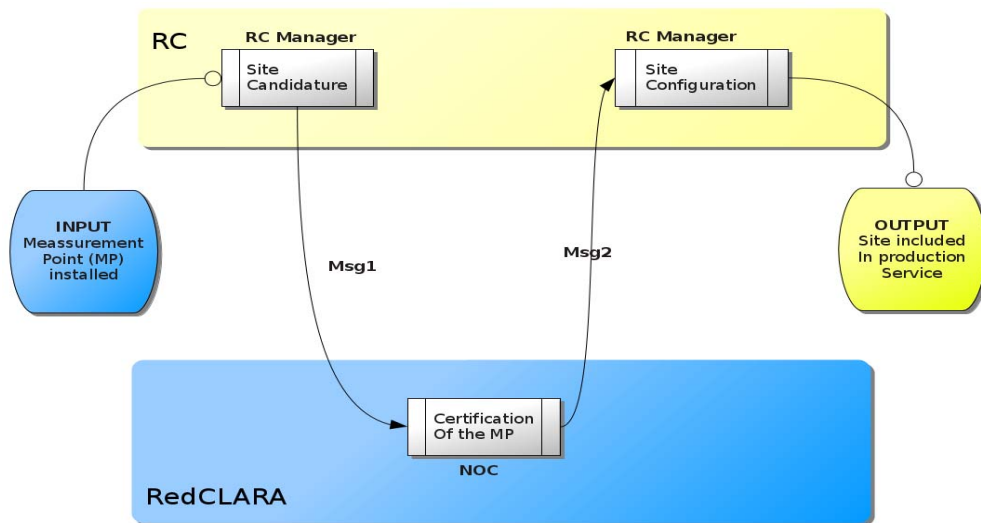 RC
RC Manager
Site
Candidature
RC Manager
Site
Configuration
INPUT
Meassurement
Point (MP)
installed
Msg1
Msg2
OUTPUT
Site included
In production
Service
Certification
Of the MP
NOC
RedCLARA